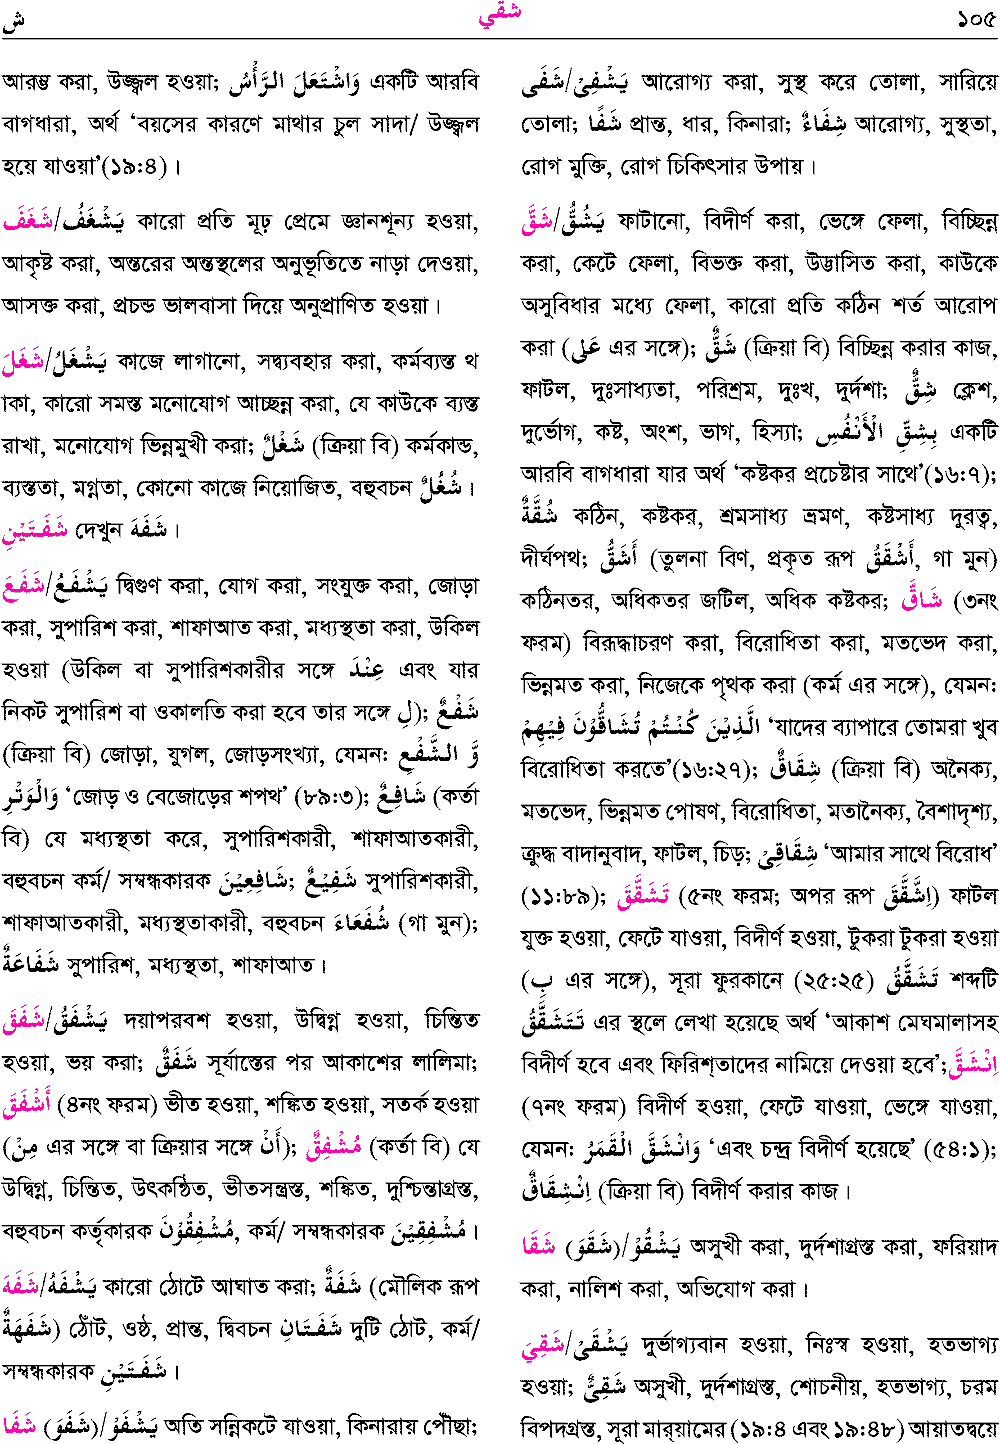 ش شقي ১০৫
আরম্ভ করা, উজ্জ্বল হওয়া; وَاشْتَعَلَ الرَّأْسُ একটি আরবি
বাগধারা, অর্থ ‘বয়সের কারণে মাথার চুল সাদা/ উজ্জ্বল
হয়ে যাওয়া’(১৯:৪)।
شَغَفَ/يَشْغَفُ কারো প্রতি মূঢ় প্রেমে জ্ঞানশূন্য হওয়া,
আকৃষ্ট করা, অন্তরের অন্তস্থলের অনুভূতিতে নাড়া দেওয়া,
আসক্ত করা, প্রচন্ড ভালবাসা দিয়ে অনুপ্রাণিত হওয়া।
شَغَلَ/يَشْغَلُ কাজে লাগানো, সদ্ব্যবহার করা, কর্মব্যস্ত থ
াকা, কারো সমস্ত মনোযোগ আচ্ছন্ন করা, যে কাউকে ব্যস্ত
রাখা, মনোযোগ ভিন্নমুখী করা; شَغْلٌ (ক্রিয়া বি) কর্মকান্ড,
ব্যস্ততা, মগ্নতা, কোনো কাজে নিয়োজিত, বহুবচন شُغُلٌ।
شَفَتَيْنِ দেখুন شَفَهَ।
شَفَعَ/يَشْفَعُ দ্বিগুণ করা, যোগ করা, সংযুক্ত করা, জোড়া
করা, সুপারিশ করা, শাফাআত করা, মধ্যস্থতা করা, উকিল
হওয়া (উকিল বা সুপারিশকারীর সঙ্গে عِنْدَ এবং যার
নিকট সুপারিশ বা ওকালতি করা হবে তার সঙ্গে لِ); شَفْعٌ
(ক্রিয়া বি) জোড়া, যুগল, জোড়সংখ্যা, যেমন: وَّ الشَّفْعِ
وَالْوَتْرِ ‘জোড় ও বেজোড়ের শপথ’ (৮৯:৩); شَافِعٌ (কর্তা
বি) যে মধ্যস্থতা করে, সুপারিশকারী, শাফাআতকারী,
বহুবচন কর্ম/ সম্বন্ধকারক شَافِعِيْنَ; شَفِيْعٌ সুপারিশকারী,
শাফাআতকারী, মধ্যস্থতাকারী, বহুবচন شُفَعَاءَ (গা মুন);
شَفَاعَةٌ সুপারিশ, মধ্যস্থতা, শাফাআত।
شَفَقَ/يَشْفَقُ দয়াপরবশ হওয়া, উদ্বিগ্ন হওয়া, চিন্তিত
হওয়া, ভয় করা; شَفَقٌ সূর্যাস্তের পর আকাশের লালিমা;
أَشْفَقَ (৪নং ফরম) ভীত হওয়া, শঙ্কিত হওয়া, সতর্ক হওয়া
(مِنْ এর সঙ্গে বা ক্রিয়ার সঙ্গে أَنْ); مُشْفِقٌ (কর্তা বি) যে
উদ্বিগ্ন, চিন্তিত, উৎকন্ঠিত, ভীতসন্ত্রস্ত, শঙ্কিত, দুশ্চিন্তাগ্রস্ত,
বহুবচন কর্তৃকারক مُشْفِقُوْنَ, কর্ম/ সম্বন্ধকারক مُشْفِقِيْنَ।
شَفَهَ/يَشْفَهُ কারো ঠোটে আঘাত করা; شَفَةٌ (মৌলিক রূপ
شَفَهَةٌ) ঠোঁট, ওষ্ঠ, প্রান্ত, দ্বিবচন شَفَتَانِ দুটি ঠোট, কর্ম/
সম্বন্ধকারক شَفَتَيْنِ।
شَفَا (شَفَوَ)/يَشْفَوْ অতি সন্নিকটে যাওয়া, কিনারায় পৌঁছা;
شَفَى/يَشْفِىْ আরোগ্য করা, সুস্থ করে তোলা, সারিয়ে
তোলা; شَفًا প্রান্ত, ধার, কিনারা; شِفَاءٌ আরোগ্য, সুস্থতা,
রোগ মুক্তি, রোগ চিকিৎসার উপায়।
شَقَّ/يَشُقُّ ফাটানো, বিদীর্ণ করা, ভেঙ্গে ফেলা, বিচ্ছিন্ন
করা, কেটে ফেলা, বিভক্ত করা, উদ্ভাসিত করা, কাউকে
অসুবিধার মধ্যে ফেলা, কারো প্রতি কঠিন শর্ত আরোপ
করা (عَلى এর সঙ্গে); شَقٌّ (ক্রিয়া বি) বিচ্ছিন্ন করার কাজ,
ফাটল, দুঃসাধ্যতা, পরিশ্রম, দুঃখ, দুর্দশা; شِقٌّ ক্লেশ,
দুর্ভোগ, কষ্ট, অংশ, ভাগ, হিস্যা; بِشِقِّ الْأَنْفُسِ একটি
আরবি বাগধারা যার অর্থ ‘কষ্টকর প্রচেষ্টার সাথে’(১৬:৭);
شُقَّةٌ কঠিন, কষ্টকর, শ্রমসাধ্য ভ্রমণ, কষ্টসাধ্য দুরত্ব,
দীর্ঘপথ; أَشَقُّ (তুলনা বিণ, প্রকৃত রূপ أَشْقَقُ, গা মুন)
কঠিনতর, অধিকতর জটিল, অধিক কষ্টকর; شَاقَّ (৩নং
ফরম) বিরূদ্ধাচরণ করা, বিরোধিতা করা, মতভেদ করা,
ভিন্নমত করা, নিজেকে পৃথক করা (কর্ম এর সঙ্গে), যেমন:
الَّذِيْنَ كُنْتُمْ تُشَاقُّوْنَ فِيْهِمْ ‘যাদের ব্যাপারে তোমরা খুব
বিরোধিতা করতে’(১৬:২৭); شِقَاقٌ (ক্রিয়া বি) অনৈক্য,
মতভেদ, ভিন্নমত পোষণ, বিরোধিতা, মতানৈক্য, বৈশাদৃশ্য,
ক্রুদ্ধ বাদানুবাদ, ফাটল, চিড়; شِقَاقِىْ ‘আমার সাথে বিরোধ’
(১১:৮৯); تَشَقَّقَ (৫নং ফরম; অপর রূপ اِشَّقَّقَ) ফাটল
যুক্ত হওয়া, ফেটে যাওয়া, বিদীর্ণ হওয়া, টুকরা টুকরা হওয়া
(بِ এর সঙ্গে), সূরা ফুরকানে (২৫:২৫) تَشَقَّقُ শব্দটি
تَتَشَقَّقُ এর স্থলে লেখা হয়েছে অর্থ ‘আকাশ মেঘমালাসহ
বিদীর্ণ হবে এবং ফিরিশ্‌তাদের নামিয়ে দেওয়া হবে’; اِنْشَقَّ
(৭নং ফরম) বিদীর্ণ হওয়া, ফেটে যাওয়া, ভেঙ্গে যাওয়া,
যেমন: وَانْشَقَّ الْقَمَرُ ‘এবং চন্দ্র বিদীর্ণ হয়েছে’ (৫৪:১);
اِنْشِقَاقٌ (ক্রিয়া বি) বিদীর্ণ করার কাজ।
شَقَا (شَقَوَ)/يَشْقُوْ অসুখী করা, দুর্দশাগ্রস্ত করা, ফরিয়াদ
করা, নালিশ করা, অভিযোগ করা।
شَقِيَ/يَشْقَىْ দুর্ভাগ্যবান হওয়া, নিঃস্ব হওয়া, হতভাগ্য
হওয়া; شَقِىٌّ অসুখী, দুর্দশাগ্রস্ত, শোচনীয়, হতভাগ্য, চরম
বিপদগ্রস্ত, সূরা মার্‌য়ামের (১৯:৪ এবং ১৯:৪৮) আয়াতদ্বয়ে